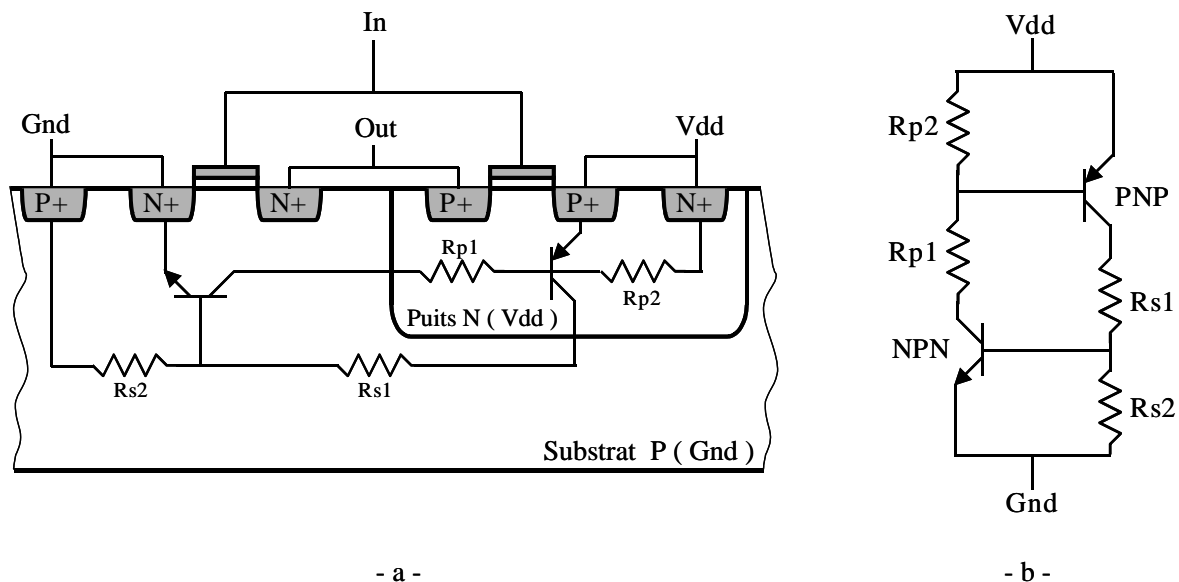 In
Gnd
Out
Vdd
P+
N+
N+
P+
P+
N+
Rp1
Rp2
Puits N ( Vdd )
Rs2
Rs1
Substrat P ( Gnd )
- a -
Vdd
Rp2
PNP
Rp1
Rs1
NPN
Rs2
Gnd
- b -